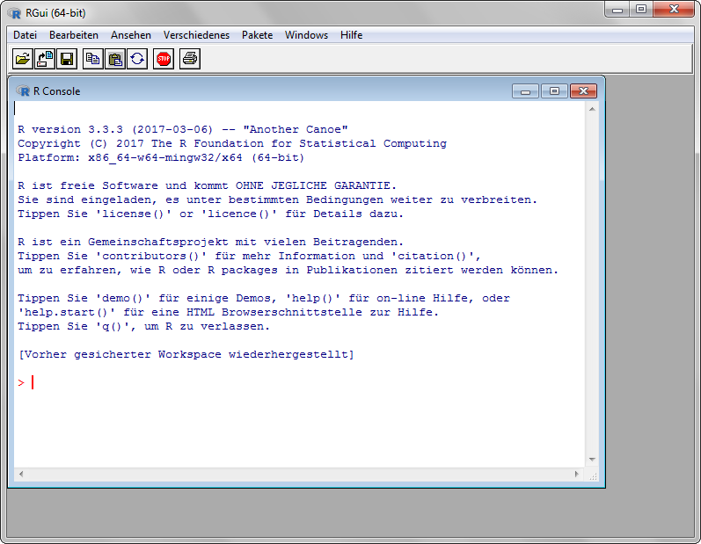 RGui (64-bit)
Datei Bearbeiten Ansehen Verschiedenes Pakete Windows Hilfe
STOP
R Console
R version 3.3.3 (2017-03-06) -- "Another Canoe"
Copyright (C) 2017 The R Foundation for Statistical Computing
Platform: x86_64-w64-mingw32/x64 (64-bit)
R ist freie Software und kommt OHNE JEGLICHE GARANTIE.
Sie sind eingeladen, es unter bestimmten Bedingungen weiter zu verbreiten.
Tippen Sie 'license()' or 'licence()' für Details dazu.
R ist ein Gemeinschaftsprojekt mit vielen Beitragenden.
Tippen Sie 'contributors()' für mehr Information und 'citation()',
um zu erfahren, wie R oder R packages in Publikationen zitiert werden können.
Tippen Sie 'demo()' für einige Demos, 'help()' für on-line Hilfe, oder
'help.start()' für eine HTML Browserschnittstelle zur Hilfe.
Tippen Sie 'q()', um R zu verlassen.
[Vorher gesicherter Workspace wiederhergestellt]
>